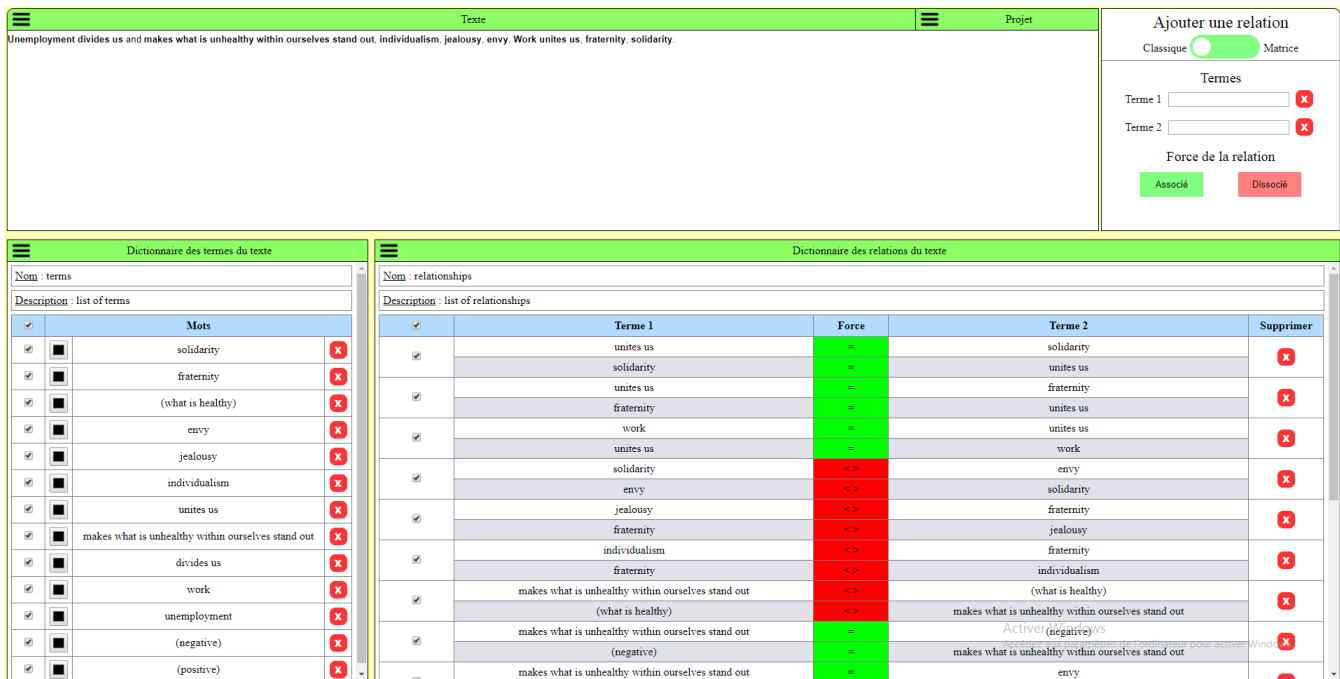 Texte
Projet
Unemployment divides us and makes what is unhealthy within ourselves stand out, individualism, jealousy, envy. Work unites us, fraternity, solidarity.
Ajouter une relation
Classique Matrice
Termes
Terme 1 x
Terme 2 x
Force de la relation
Associé Dissocié
Dictionnaire des termes du texte
Nom : terms
Description : list of terms
Mots
solidarity x
fraternity x
(what is healthy) x
envy x
jealousy x
individualism x
unites us x
makes what is unhealthy within ourselves stand out x
divides us x
work x
unemployment x
(negative) x
(positive) x
Dictionnaire des relations du texte
Nom : relationships
Description : list of relationships
Terme 1 Force Terme 2 Supprimer
unites us = solidarity x
solidarity = unites us
unites us = fraternity x
fraternity = unites us
work = unites us x
unites us = work
solidarity <> envy x
envy <> solidarity
jealousy <> fraternity x
fraternity <> jealousy
individualism <> fraternity x
fraternity <> individualism
makes what is unhealthy within ourselves stand out <> (what is healthy) x
(what is healthy) <> makes what is unhealthy within ourselves stand out
makes what is unhealthy within ourselves stand out = (negative) x
(negative) = makes what is unhealthy within ourselves stand out
makes what is unhealthy within ourselves stand out = envy
Activer Windows
Accédez aux paramètres de l'ordinateur pour activer Windo